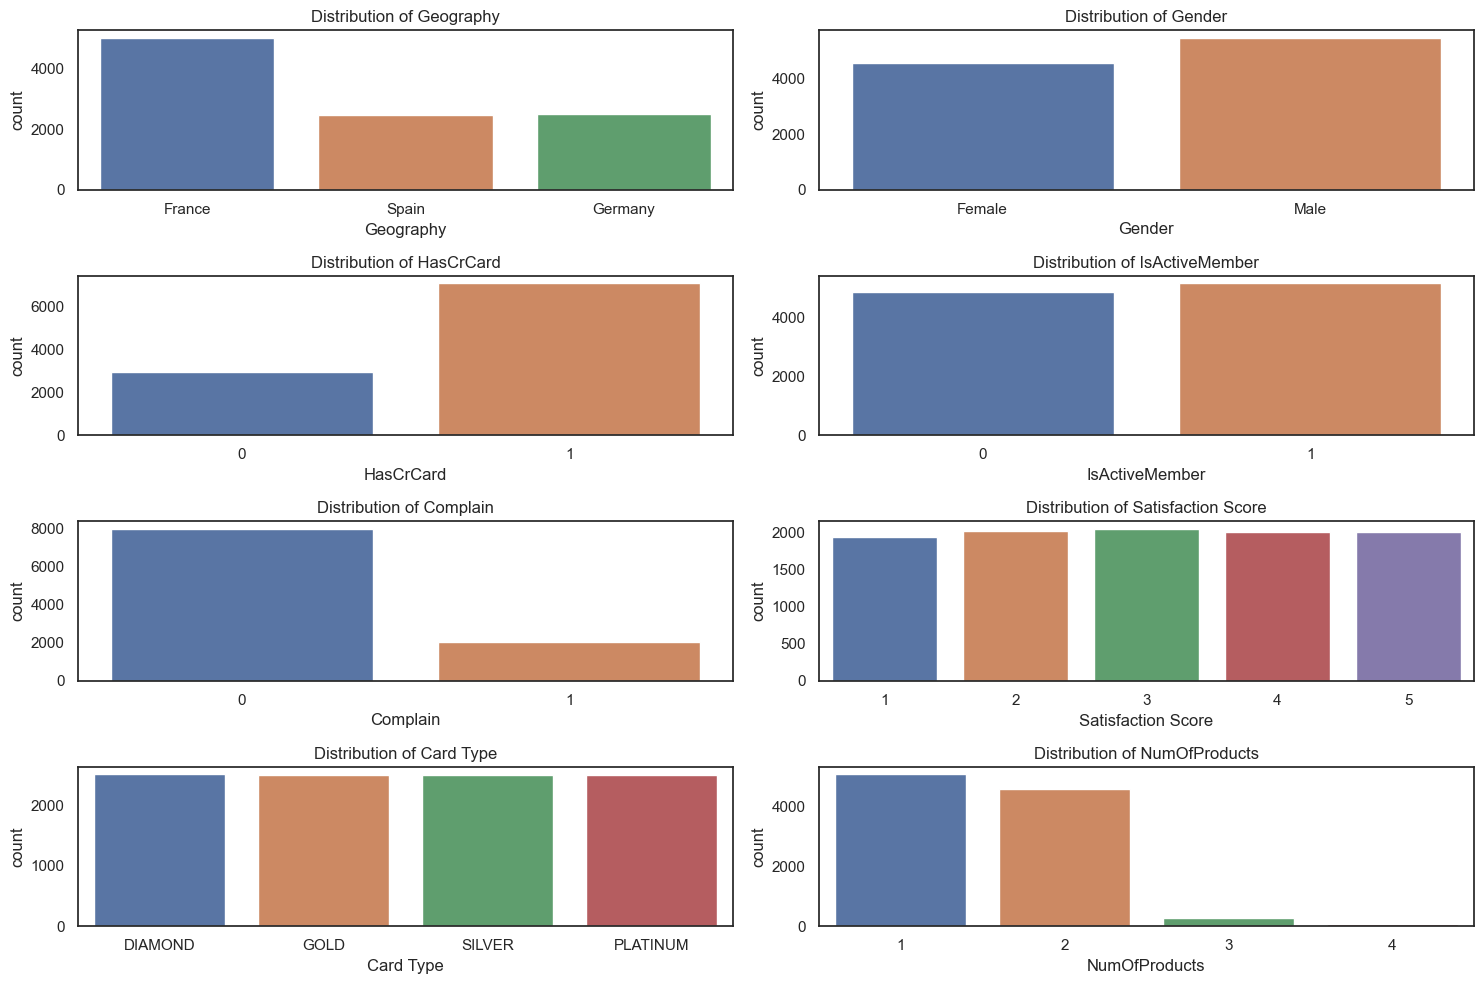 Distribution of Geography
count
4000
2000
0
France Spain Germany
Geography
Distribution of Gender
count
4000
2000
0
Female Male
Gender
Distribution of HasCrCard
count
6000
4000
2000
0
0 1
HasCrCard
Distribution of IsActiveMember
count
4000
2000
0
0 1
IsActiveMember
Distribution of Complain
count
8000
6000
4000
2000
0
0 1
Complain
Distribution of Satisfaction Score
count
2000
1500
1000
500
0
1 2 3 4 5
Satisfaction Score
Distribution of Card Type
count
2000
1000
0
DIAMOND GOLD SILVER PLATINUM
Card Type
Distribution of NumOfProducts
count
4000
2000
0
1 2 3 4
NumOfProducts